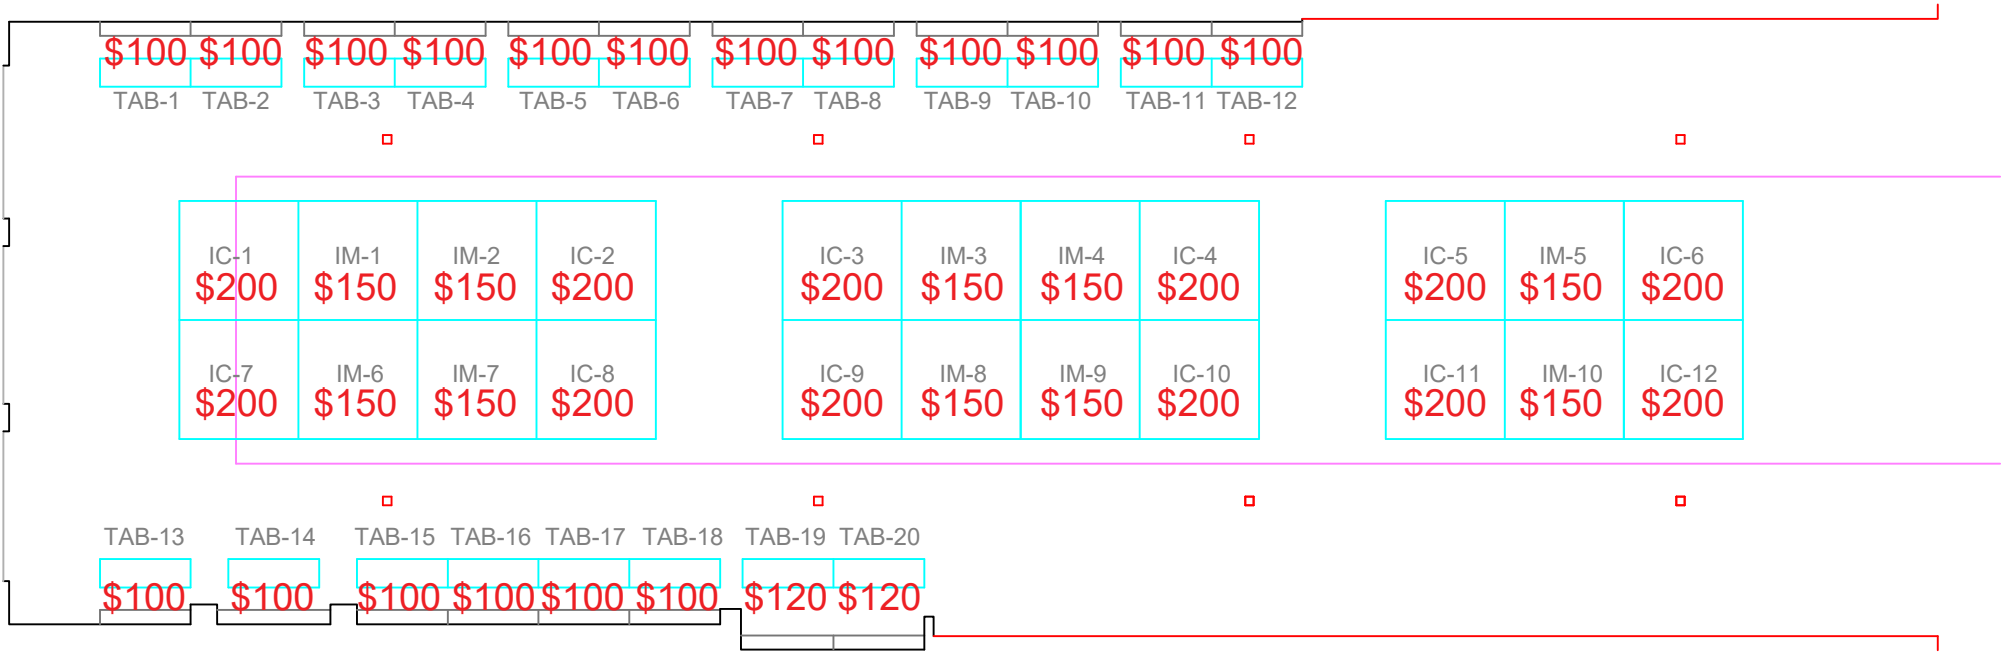 $100 $100 $100 $100 $100 $100 $100 $100 $100 $100 $100 $100
TAB-1 TAB-2 TAB-3 TAB-4 TAB-5 TAB-6 TAB-7 TAB-8 TAB-9 TAB-10 TAB-11 TAB-12
IC-1 IM-1 IM-2 IC-2 IC-3 IM-3 IM-4 IC-4 IC-5 IM-5 IC-6
$200 $150 $150 $200 $200 $150 $150 $200 $200 $150 $200
IC-7 IM-6 IM-7 IC-8 IC-9 IM-8 IM-9 IC-10 IC-11 IM-10 IC-12
$200 $150 $150 $200 $200 $150 $150 $200 $200 $150 $200
TAB-13 TAB-14 TAB-15 TAB-16 TAB-17 TAB-18 TAB-19 TAB-20
$100 $100 $100 $100 $100 $100 $120 $120